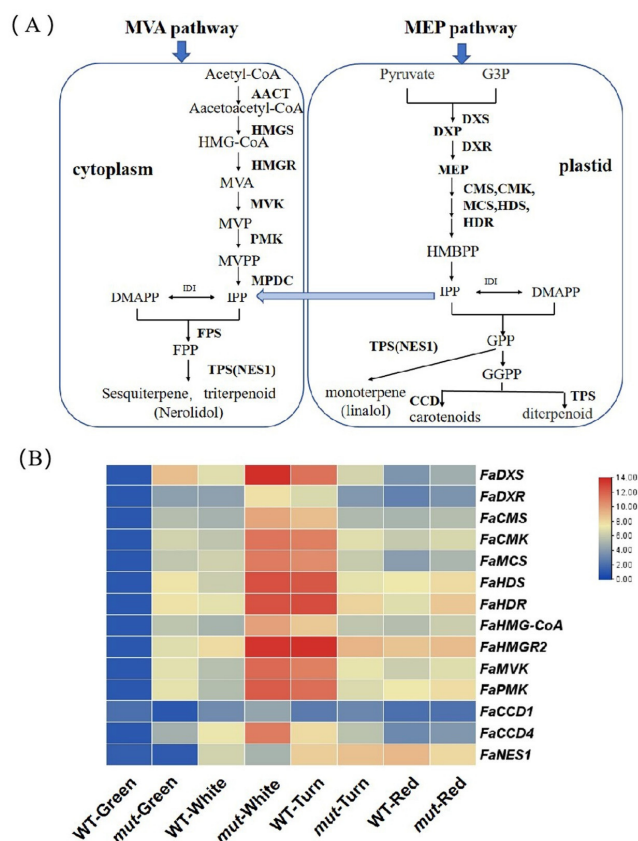 (A)
MVA pathway
MEP pathway
Acetyl-CoA
AACT
Aacetoacetyl-CoA
HMGS
HMG-CoA
HMGR
cytoplasm
MVA
MVK
MVP
PMK
MVPP
MPDC
DMAPP IDI IPP
FPS
FPP
TPS(NES1)
Sesquiterpene, triterpenoid
(Nerolidol)
Pyruvate G3P
DXS
DXP
DXR
MEP
plastid
CMS,CMK,
MCS,HDS,
HDR
HMBPP
IPP IDI DMAPP
GPP
TPS(NES1)
GGPP
monoterpene
(linalol)
CCD
TPS
carotenoids
diterpenoid
(B)
FaDXS
FaDXR
FaCMS
FaCMK
FaMCS
FaHDS
FaHDR
FaHMG-CoA
FaHMGR2
FaMVK
FaPMK
FaCCD1
FaCCD4
FaNES1
14.00
12.00
10.00
8.00
6.00
4.00
2.00
0.00
WT-Green
mut-Green
WT-White
mut-White
WT-Turn
mut-Turn
WT-Red
mut-Red